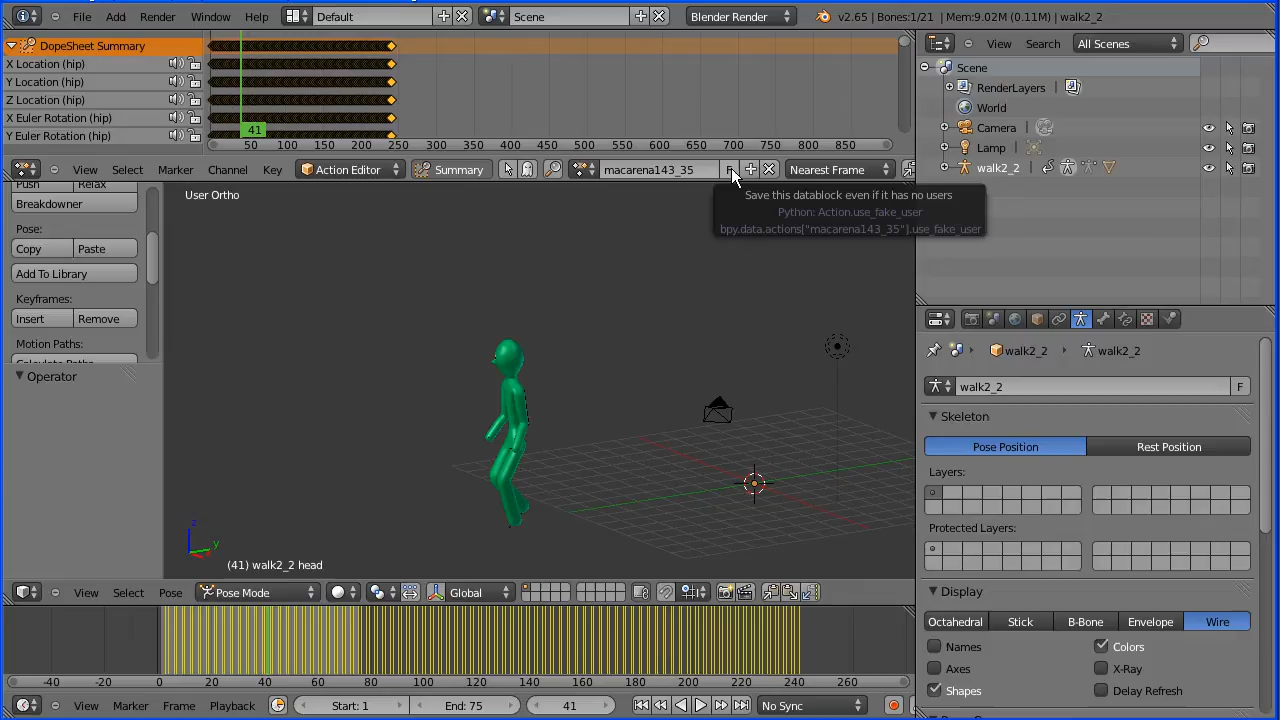 File Add Render Window Help Default Scene Blender Render v2.65 | Bones:1/21 | Mem:9.02M (0.11M) | walk2_2
DopeSheet Summary
X Location (hip)
Y Location (hip)
Z Location (hip)
X Euler Rotation (hip)
Y Euler Rotation (hip)
41
50 100 150 200 250 300 350 400 450 500 550 600 650 700 750 800 850
View Select Marker Channel Key Action Editor Summary macarena143_35 F Nearest Frame
Save this datablock even if it has no users
Python: Action.use_fake_user
bpy.data.actions["macarena143_35"].use_fake_user
View Search All Scenes
Scene
RenderLayers
World
Camera
Lamp
walk2_2
Push Relax
Breakdowner
Pose:
Copy Paste
Add To Library
Keyframes:
Insert Remove
Motion Paths:
Calculate Paths
Operator
User Ortho
z
y
(41) walk2_2 head
View Select Pose Pose Mode Global
-40 -20 0 20 40 60 80 100 120 140 160 180 200 220 240 260
View Marker Frame Playback Start: 1 End: 75 41 No Sync
walk2_2 walk2_2
walk2_2 F
Skeleton
Pose Position Rest Position
Layers:
Protected Layers:
Display
Octahedral Stick B-Bone Envelope Wire
Names Colors
Axes X-Ray
Shapes Delay Refresh